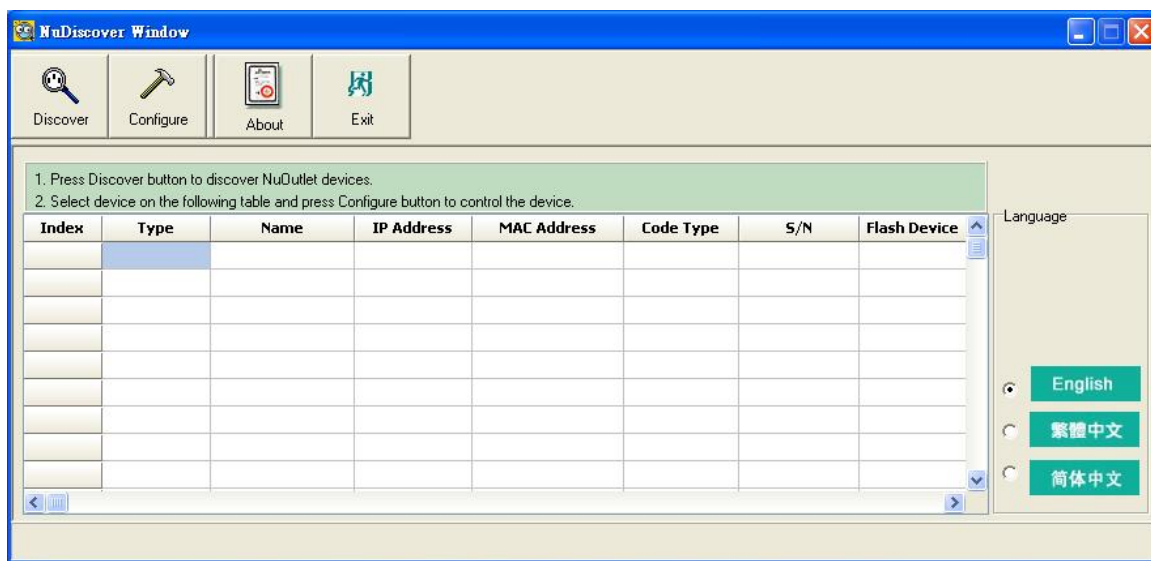 NuDiscover Window
Discover Configure About Exit
1. Press Discover button to discover NuOutlet devices.
2. Select device on the following table and press Configure button to control the device.
Index Type Name IP Address MAC Address Code Type S/N Flash Device
Language
English
繁體中文
简体中文